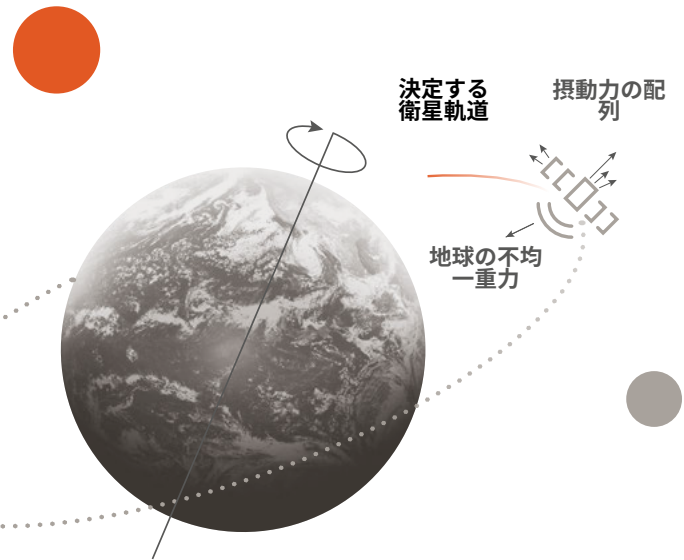 決定する
衛星軌道
摂動力の配
列
地球の不均
一重力